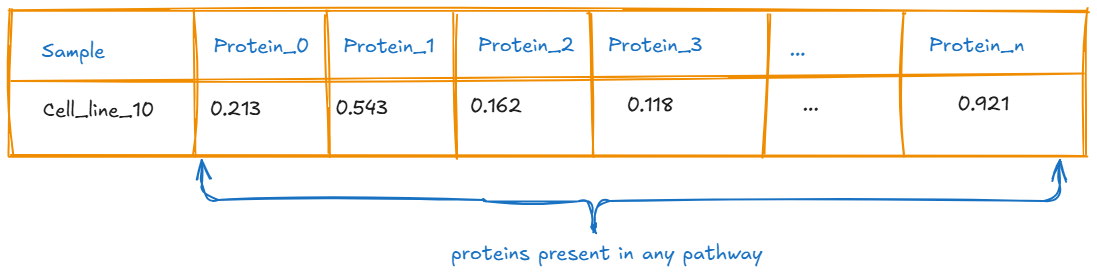 Sample Protein_0 Protein_1 Protein_2 Protein_3 ... Protein_n
Cell_line_10 0.213 0.543 0.162 0.118 ... 0.921
proteins present in any pathway